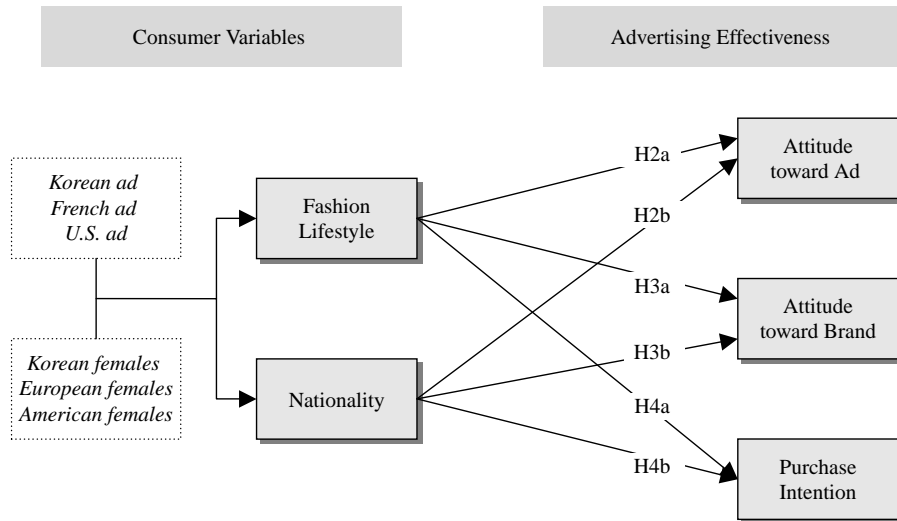 Consumer Variables
Advertising Effectiveness
Korean ad
French ad
U.S. ad
Korean females
European females
American females
Fashion
Lifestyle
Nationality
H2a
H2b
H3a
H3b
H4a
H4b
Attitude
toward Ad
Attitude
toward Brand
Purchase
Intention